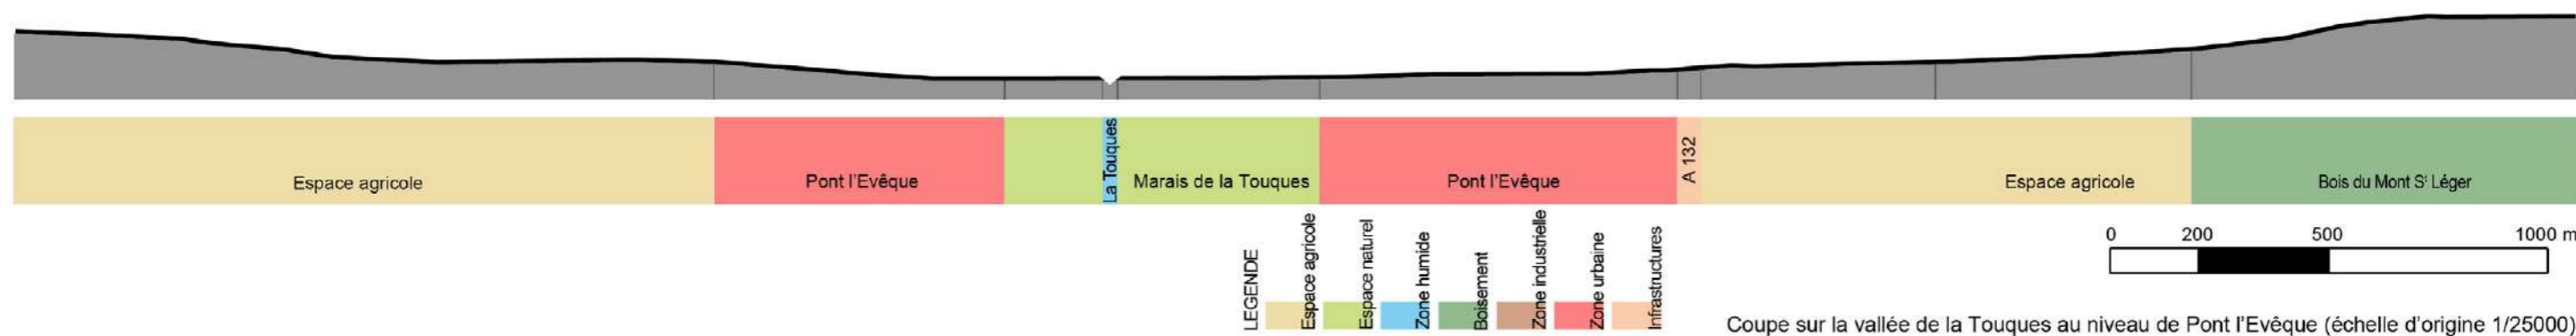 Espace agricole
Pont l'Evêque
La Touques
Marais de la Touques
Pont l'Evêque
A 132
Espace agricole
Bois du Mont Sᵗ Léger
0 200 500 1000 m
LEGENDE
Espace agricole
Espace naturel
Zone humide
Boisement
Zone industrielle
Zone urbaine
Infrastructures
Coupe sur la vallée de la Touques au niveau de Pont l'Evêque (échelle d'origine 1/25000)